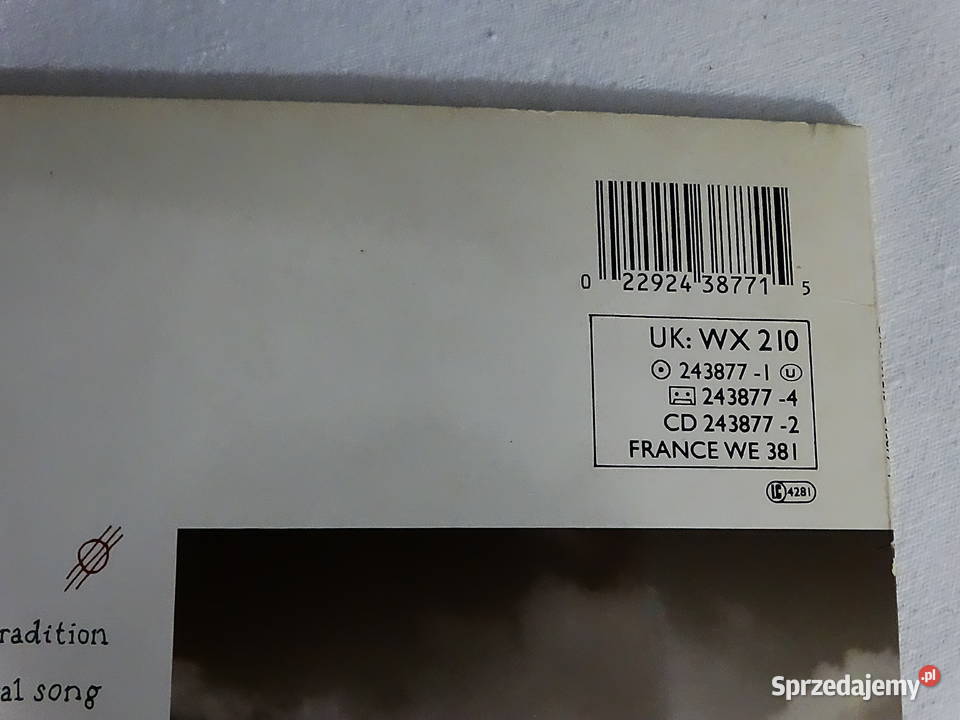 0 22924 38771 5
UK: WX 210
243877 -1 U
243877 -4
CD 243877 -2
FRANCE WE 381
LC 4281
radition
al song
Sprzedajemy.pl